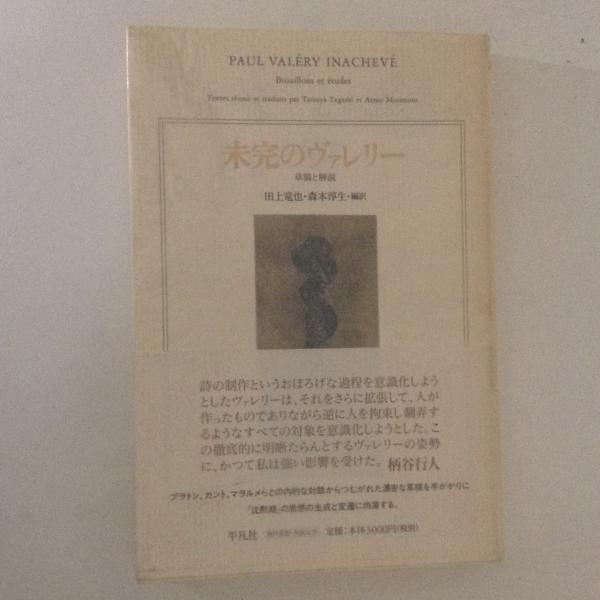 PAUL VALÉRY INACHEVÉ
Brouillons et études
Textes réunis et traduits par Tatsuya Tagami et Atsuo Morimoto
未完のヴァレリー
草稿と解説
田上竜也・森本淳生・編訳
詩の制作というおぼろげな過程を意識化しよう
としたヴァレリーは、それをさらに拡張して、人が
作ったものでありながら逆に人を拘束し翻弄す
るようなすべての対象を意識化しようとした。こ
の徹底的に明晰たらんとするヴァレリーの姿勢
に、かつて私は強い影響を受けた。 柄谷行人
プラトン、カント、マラルメらとの内的な対話からつむがれた濃密な草稿を手がかりに
「沈黙期」の思想の生成と変遷に肉薄する。
平凡社 定価:本体5000円(税別)